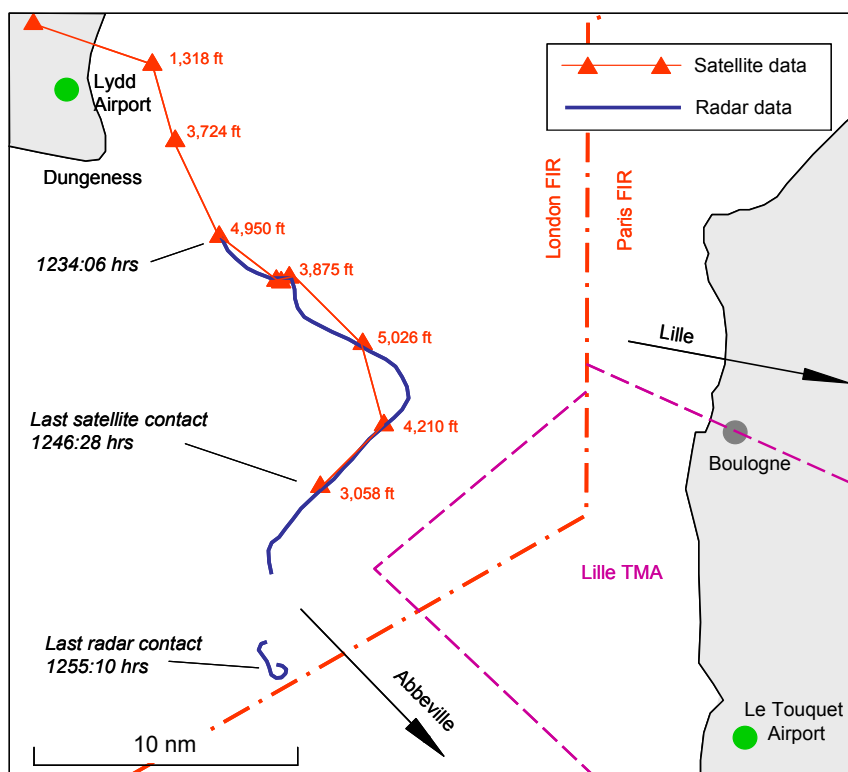 1,318 ft
Satellite data
Lydd
Airport
Radar data
3,724 ft
Dungeness
London FIR
Paris FIR
4,950 ft
1234:06 hrs
3,875 ft
5,026 ft
Lille
Last satellite contact
1246:28 hrs
4,210 ft
Boulogne
3,058 ft
Lille TMA
Last radar contact
1255:10 hrs
Abbeville
Le Touquet
Airport
10 nm